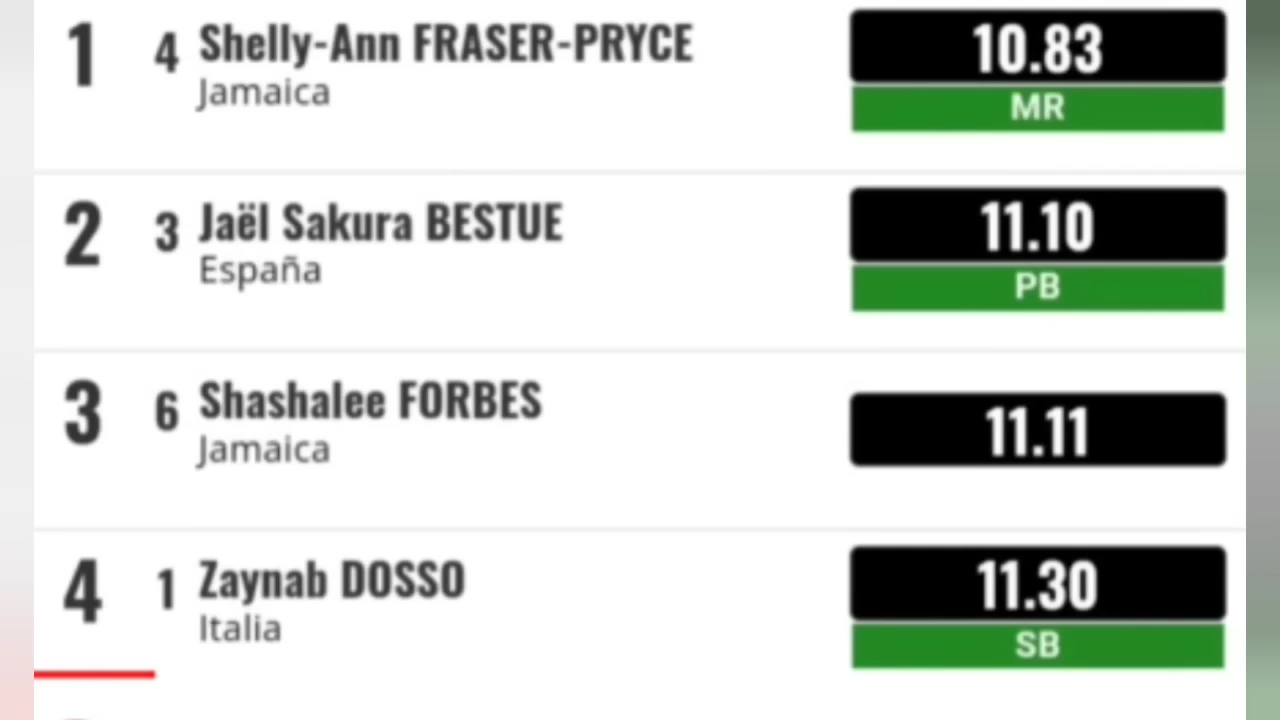 1 4 Shelly-Ann FRASER-PRYCE 10.83
Jamaica MR
2 3 Jaël Sakura BESTUE 11.10
España PB
3 6 Shashalee FORBES 11.11
Jamaica
4 1 Zaynab DOSSO 11.30
Italia SB